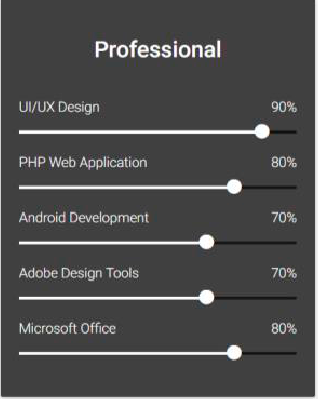 Professional
UI/UX Design 90%
PHP Web Application 80%
Android Development 70%
Adobe Design Tools 70%
Microsoft Office 80%